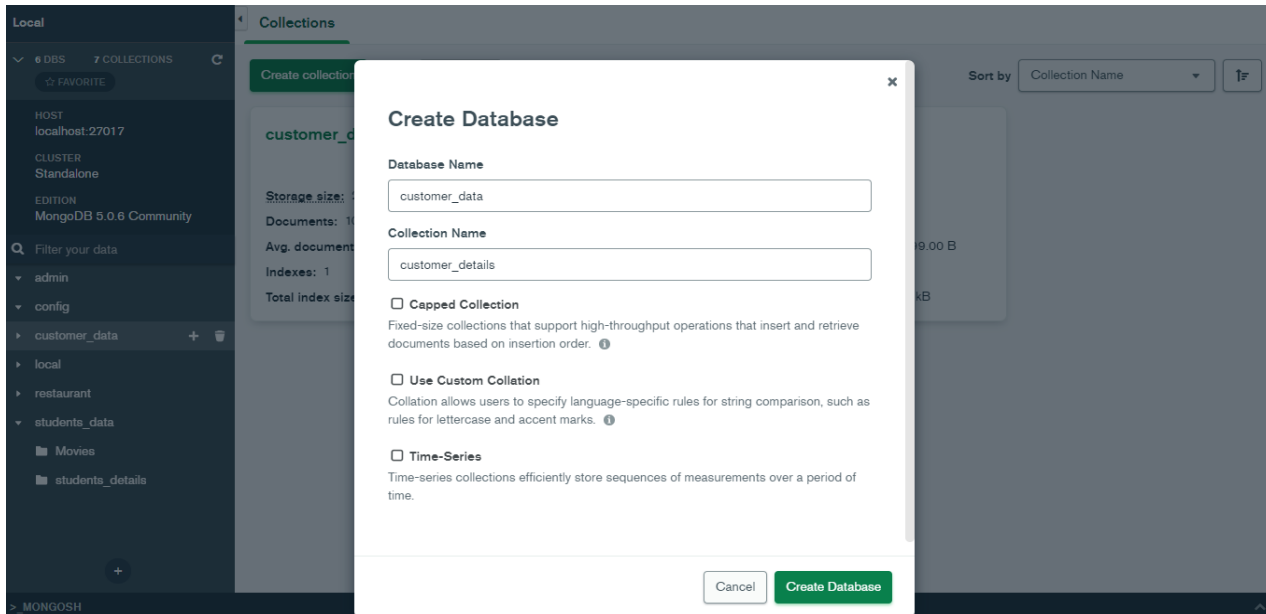 Local
6 DBS 7 COLLECTIONS
FAVORITE
HOST
localhost:27017
CLUSTER
Standalone
EDITION
MongoDB 5.0.6 Community
Filter your data
admin
config
customer_data
local
restaurant
students_data
Movies
students_details
>_MONGOSH
Collections
Create collection
Sort by Collection Name
Storage size:
Documents:
Avg. document
Indexes: 1
Total index size
9.00 B
kB
Create Database
Database Name
customer_data
Collection Name
customer_details
Capped Collection
Fixed-size collections that support high-throughput operations that insert and retrieve
documents based on insertion order.
Use Custom Collation
Collation allows users to specify language-specific rules for string comparison, such as
rules for lettercase and accent marks.
Time-Series
Time-series collections efficiently store sequences of measurements over a period of
time.
Cancel Create Database